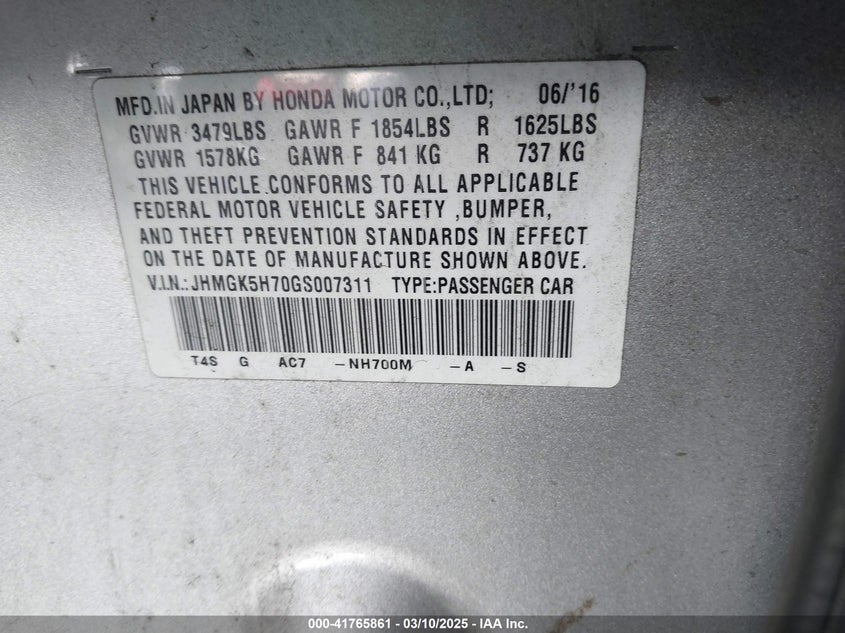 MFD.IN JAPAN BY HONDA MOTOR CO.,LTD; 06/'16
GVWR 3479LBS GAWR F 1854LBS R 1625LBS
GVWR 1578KG GAWR F 841 KG R 737 KG
THIS VEHICLE CONFORMS TO ALL APPLICABLE
FEDERAL MOTOR VEHICLE SAFETY ,BUMPER,
AND THEFT PREVENTION STANDARDS IN EFFECT
ON THE DATE OF MANUFACTURE SHOWN ABOVE.
V.I.N.:JHMGK5H70GS007311 TYPE:PASSENGER CAR
T4S G AC7 -NH700M -A -S
000-41765861 - 03/10/2025 - IAA Inc.